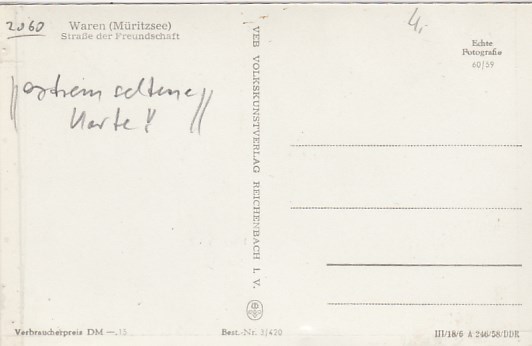 2060
Waren (Müritzsee)
Straße der Freundschaft
4,-
Echte
Fotografie
60/59
seltene
Karte!!
VEB VOLKSKUNSTVERLAG REICHENBACH I. V.
Verbraucherpreis DM —.15
Best.-Nr. 3/420
III/18/6 A 246/58/DDR